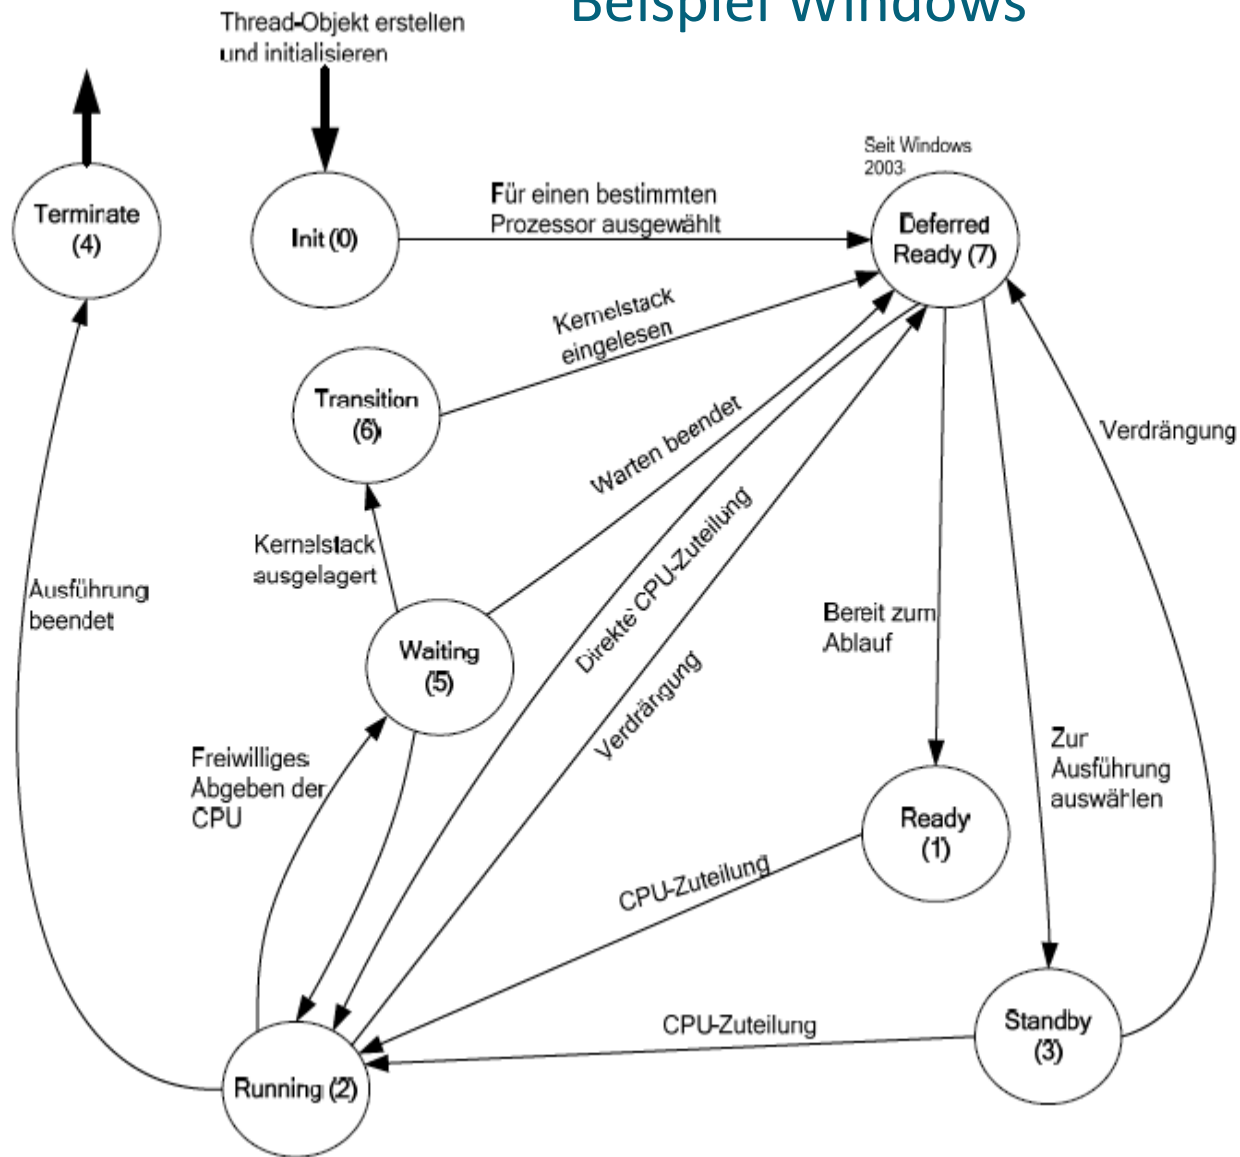 Beispiel Windows
Thread-Objekt erstellen
und initialisieren
Seit Windows
2003
Terminate
(4)
Init (0)
Für einen bestimmten
Prozessor ausgewählt
Deferred
Ready (7)
Kernelstack
eingelesen
Transition
(6)
Warten beendet
Verdrängung
Kernelstack
ausgelagert
Direkte CPU-Zuteilung
Ausführung
beendet
Bereit zum
Ablauf
Waiting
(5)
Verdrängung
Freiwilliges
Abgeben der
CPU
Zur
Ausführung
auswählen
Ready
(1)
CPU-Zuteilung
CPU-Zuteilung
Standby
(3)
Running (2)